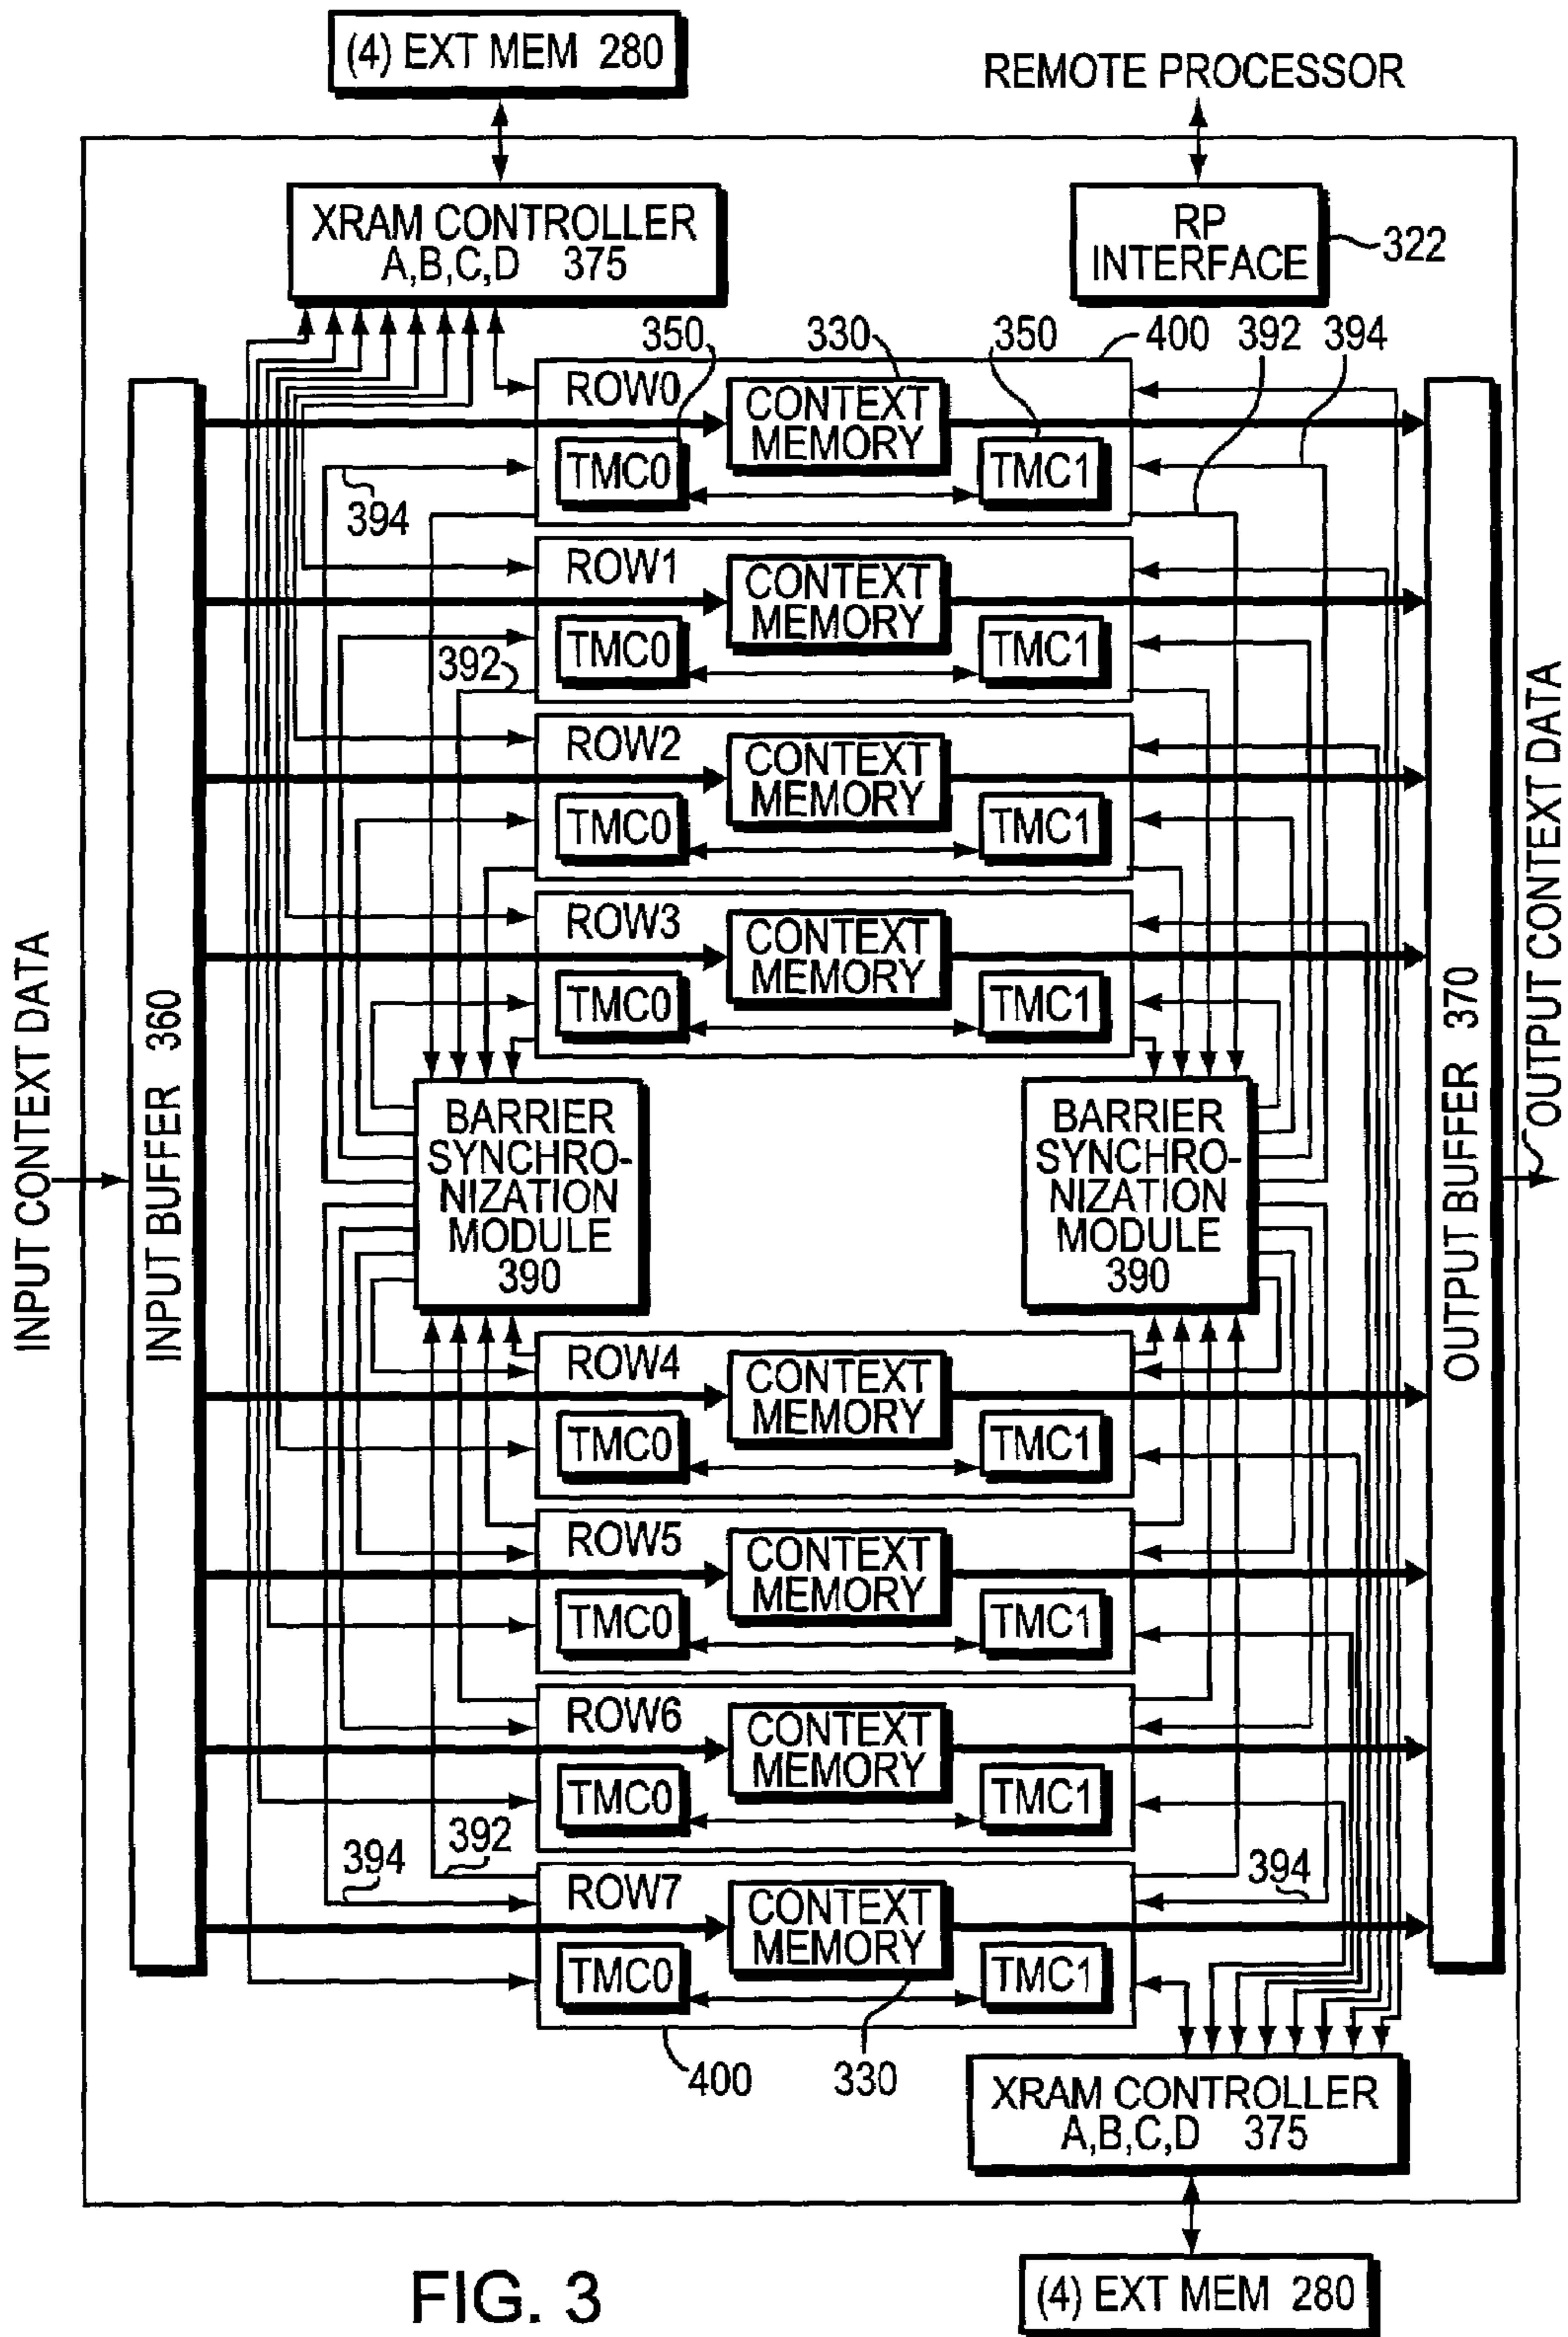 (4) EXT MEM 280
REMOTE PROCESSOR
XRAM CONTROLLER
A,B,C,D 375
RP
INTERFACE
322
350
330
350
400
392
394
ROW0
CONTEXT
MEMORY
TMC0
TMC1
394
ROW1
CONTEXT
MEMORY
TMC0
TMC1
392
ROW2
CONTEXT
MEMORY
TMC0
TMC1
ROW3
CONTEXT
MEMORY
TMC0
TMC1
INPUT CONTEXT DATA
INPUT BUFFER 360
BARRIER
SYNCHRO-
NIZATION
MODULE
390
BARRIER
SYNCHRO-
NIZATION
MODULE
390
OUTPUT BUFFER 370
OUTPUT CONTEXT DATA
ROW4
CONTEXT
MEMORY
TMC0
TMC1
ROW5
CONTEXT
MEMORY
TMC0
TMC1
ROW6
CONTEXT
MEMORY
TMC0
TMC1
392
394
394
ROW7
CONTEXT
MEMORY
TMC0
TMC1
400
330
XRAM CONTROLLER
A,B,C,D 375
(4) EXT MEM 280
FIG. 3